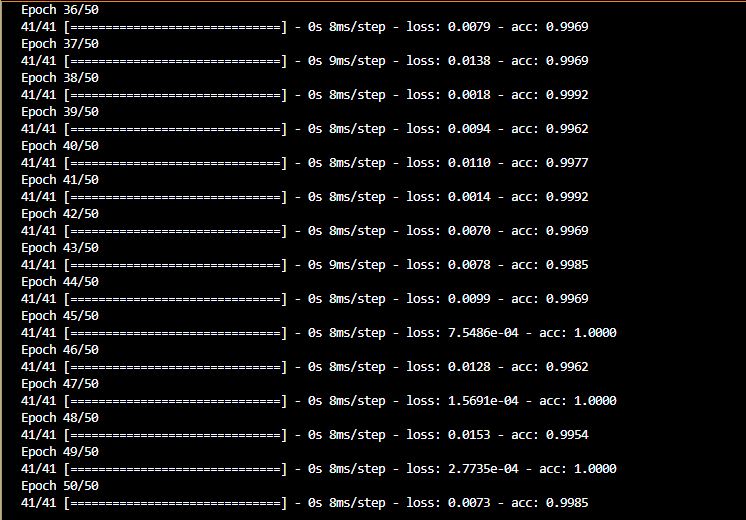 Epoch 36/50
41/41 [==============================] - 0s 8ms/step - loss: 0.0079 - acc: 0.9969
Epoch 37/50
41/41 [==============================] - 0s 9ms/step - loss: 0.0138 - acc: 0.9969
Epoch 38/50
41/41 [==============================] - 0s 8ms/step - loss: 0.0018 - acc: 0.9992
Epoch 39/50
41/41 [==============================] - 0s 8ms/step - loss: 0.0094 - acc: 0.9962
Epoch 40/50
41/41 [==============================] - 0s 8ms/step - loss: 0.0110 - acc: 0.9977
Epoch 41/50
41/41 [==============================] - 0s 8ms/step - loss: 0.0014 - acc: 0.9992
Epoch 42/50
41/41 [==============================] - 0s 8ms/step - loss: 0.0070 - acc: 0.9969
Epoch 43/50
41/41 [==============================] - 0s 9ms/step - loss: 0.0078 - acc: 0.9985
Epoch 44/50
41/41 [==============================] - 0s 8ms/step - loss: 0.0099 - acc: 0.9969
Epoch 45/50
41/41 [==============================] - 0s 8ms/step - loss: 7.5486e-04 - acc: 1.0000
Epoch 46/50
41/41 [==============================] - 0s 8ms/step - loss: 0.0128 - acc: 0.9962
Epoch 47/50
41/41 [==============================] - 0s 8ms/step - loss: 1.5691e-04 - acc: 1.0000
Epoch 48/50
41/41 [==============================] - 0s 8ms/step - loss: 0.0153 - acc: 0.9954
Epoch 49/50
41/41 [==============================] - 0s 8ms/step - loss: 2.7735e-04 - acc: 1.0000
Epoch 50/50
41/41 [==============================] - 0s 8ms/step - loss: 0.0073 - acc: 0.9985